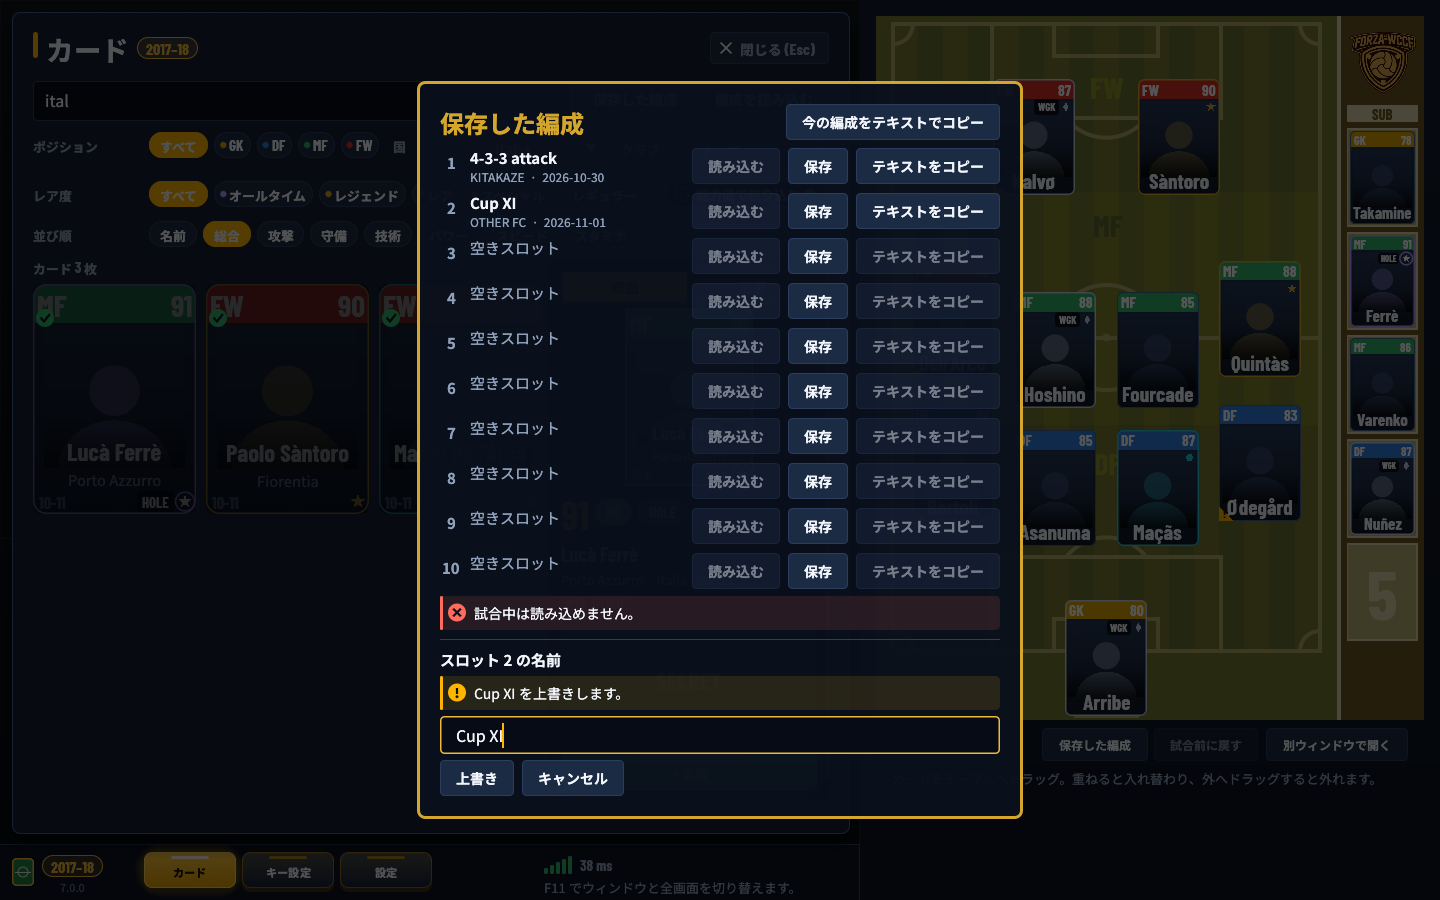 カード 2017-18
閉じる (Esc)
ital
ポジション すべて GK DF MF FW 国
レア度 すべて オールタイム レジェンド
並び順 名前 総合 攻撃 守備 技術
カード 3 枚
MF 91
Lucà Ferrè
Porto Azzurro
10-11 HOLE
FW 90
Paolo Sàntoro
Fiorentia
10-11
FW
Ma
10-11
保存した編成
今の編成をテキストでコピー
1 4-3-3 attack 読み込む 保存 テキストをコピー
KITAKAZE · 2026-10-30
2 Cup XI 読み込む 保存 テキストをコピー
OTHER FC · 2026-11-01
3 空きスロット 読み込む 保存 テキストをコピー
4 空きスロット 読み込む 保存 テキストをコピー
5 空きスロット 読み込む 保存 テキストをコピー
6 空きスロット 読み込む 保存 テキストをコピー
7 空きスロット 読み込む 保存 テキストをコピー
8 空きスロット 読み込む 保存 テキストをコピー
9 空きスロット 読み込む 保存 テキストをコピー
10 空きスロット 読み込む 保存 テキストをコピー
試合中は読み込めません。
スロット 2 の名前
Cup XI を上書きします。
Cup XI
上書き キャンセル
FW
MF
DF
87
WGK
alvø
FW 90
Sàntoro
MF 88
Quintàs
MF 88
WGK
Hoshino
MF 85
Fourcade
DF 83
Ødegård
DF 85
Asanuma
DF 87
Maçãs
GK 80
WGK
Arribe
FORZA-WCCF
SUB
GK 78
Takamine
MF 91
HOLE
Ferrè
MF 86
Varenko
DF 87
WGK
Nuñez
5
保存した編成 試合前に戻す 別ウィンドウで開く
ラッグ。重ねると入れ替わり、外へドラッグすると外れます。
2017-18
7.0.0
カード キー設定 設定
38 ms
F11 でウィンドウと全画面を切り替えます。